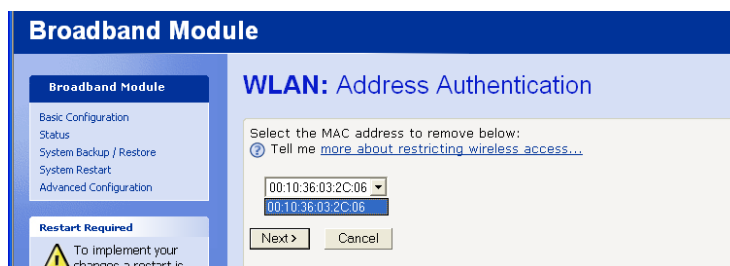 Broadband Module
Broadband Module
Basic Configuration
Status
System Backup / Restore
System Restart
Advanced Configuration
Restart Required
To implement your
changes a restart is
WLAN: Address Authentication
Select the MAC address to remove below:
Tell me more about restricting wireless access...
00:10:36:03:2C:06
00:10:36:03:2C:06
Next> Cancel